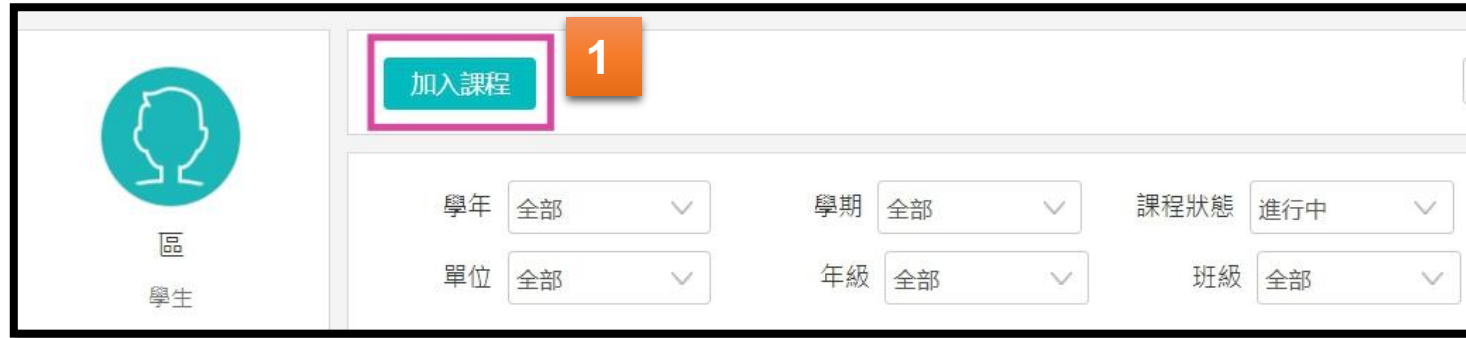 加入課程
1
學年 全部
學期 全部
課程狀態 進行中
區
學生
單位 全部
年級 全部
班級 全部